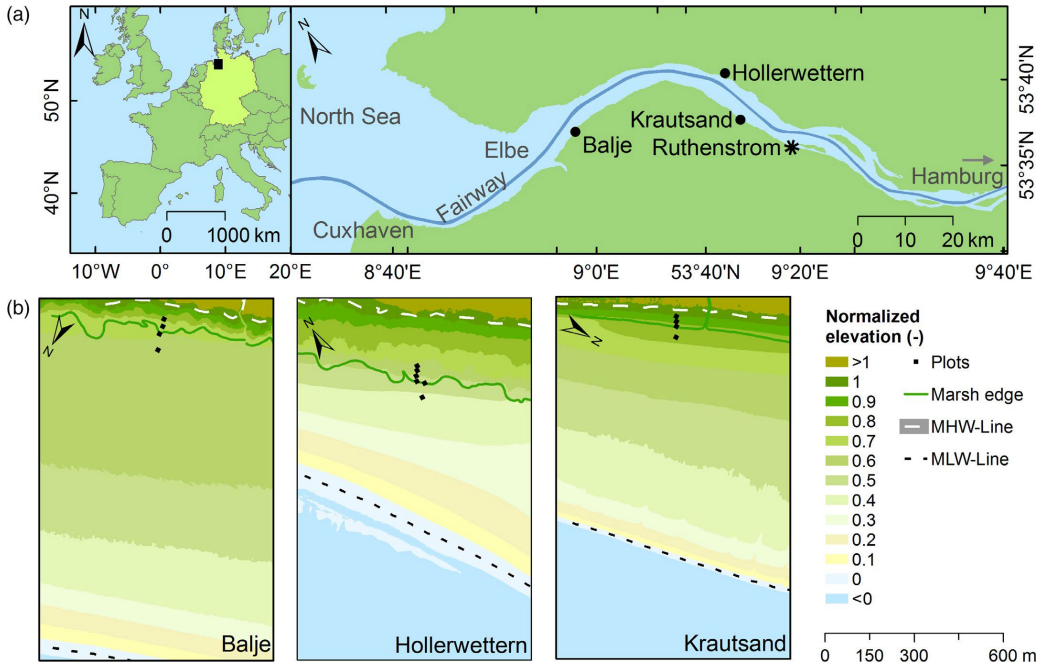 (a)
N
50°N
40°N
0 1000 km
10°W 0° 10°E 20°E
N
North Sea
Elbe
Fairway
Cuxhaven
Balje
Hollerwettern
Krautsand
Ruthenstrom
Hamburg
0 10 20 km
53°40'N
53°35'N
8°40'E 9°0'E 53°40'N 9°20'E 9°40'E
(b)
N
Balje
N
Hollerwettern
N
Krautsand
Normalized
elevation (-)
>1
1
0.9
0.8
0.7
0.6
0.5
0.4
0.3
0.2
0.1
0
<0
Plots
Marsh edge
MHW-Line
MLW-Line
0 150 300 600 m